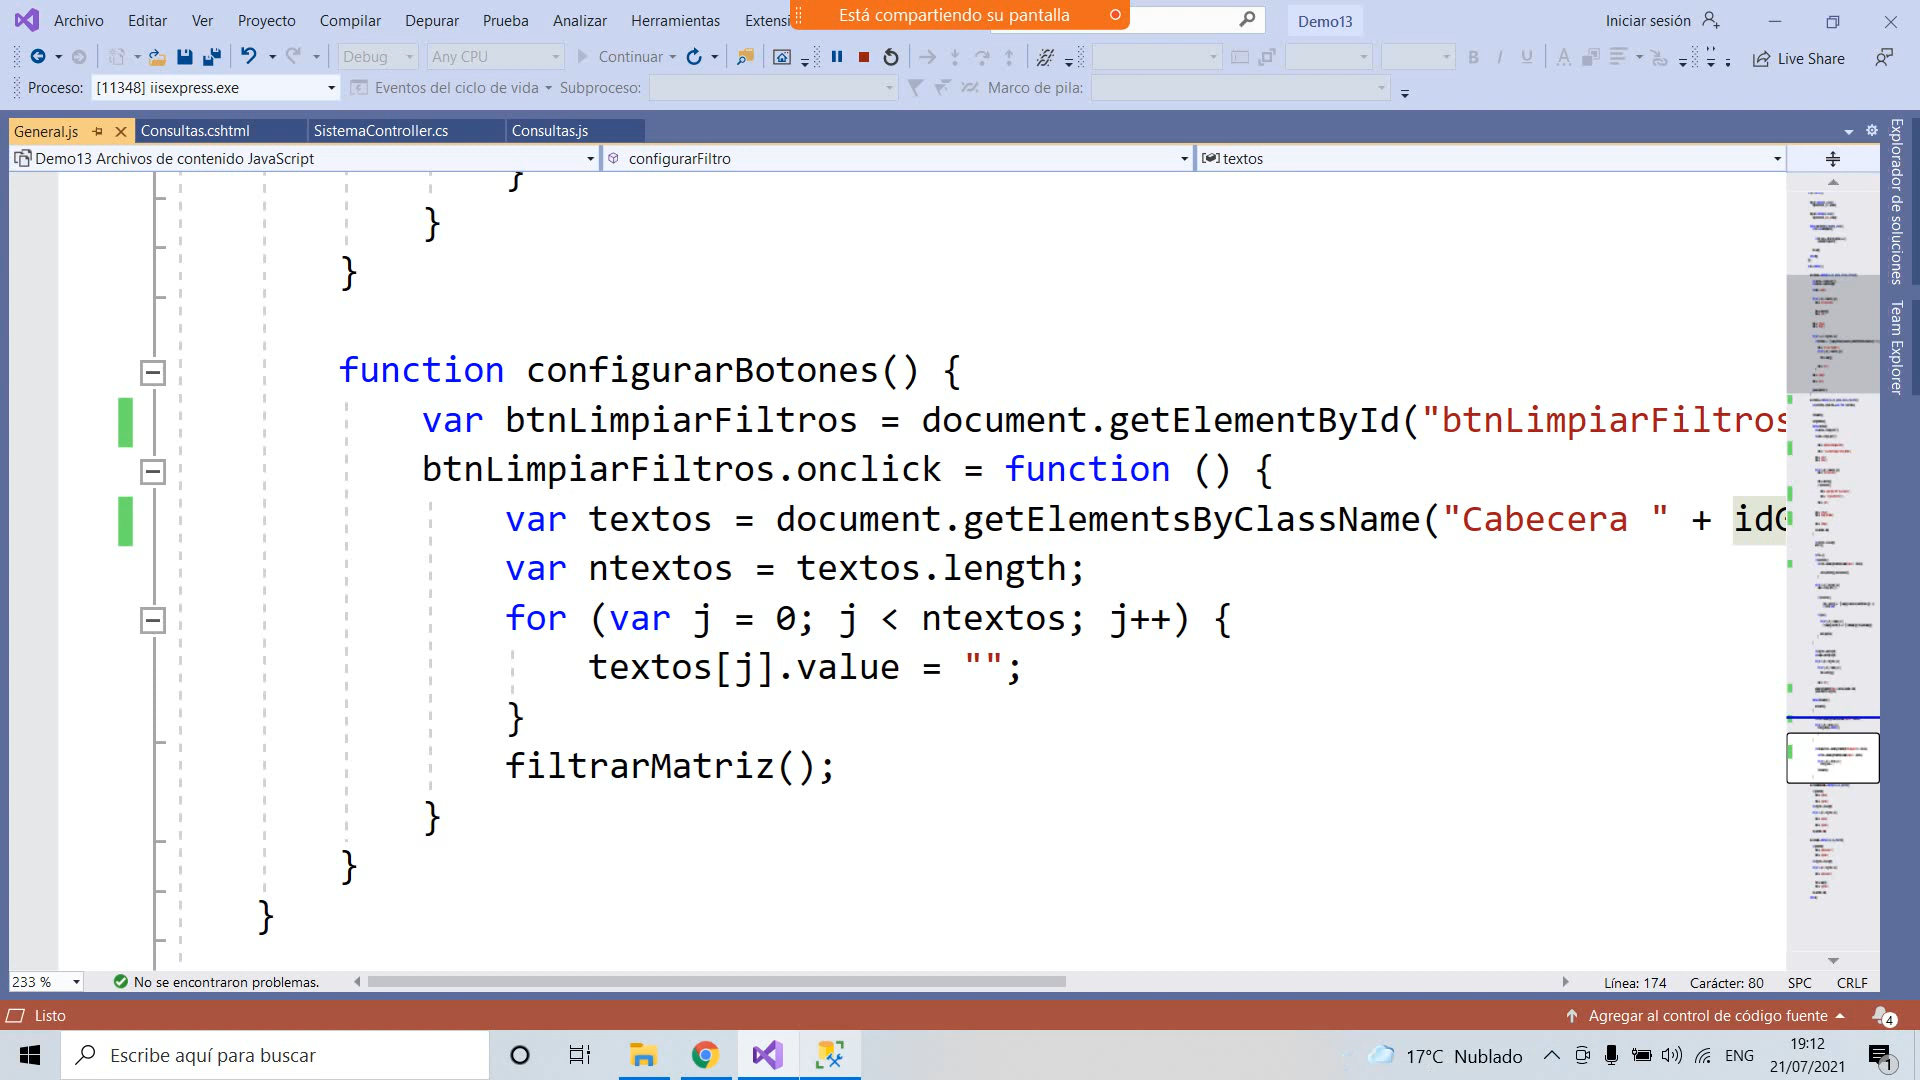 Archivo Editar Ver Proyecto Compilar Depurar Prueba Analizar Herramientas Extensi
Está compartiendo su pantalla
Demo13
Iniciar sesión
Debug Any CPU Continuar
Live Share
Proceso: [11348] iisexpress.exe Eventos del ciclo de vida Subproceso: Marco de pila:
General.js Consultas.cshtml SistemaController.cs Consultas.js
Demo13 Archivos de contenido JavaScript configurarFiltro textos
}
}
}
function configurarBotones() {
var btnLimpiarFiltros = document.getElementById("btnLimpiarFiltros
btnLimpiarFiltros.onclick = function () {
var textos = document.getElementsByClassName("Cabecera " + idC
var ntextos = textos.length;
for (var j = 0; j < ntextos; j++) {
textos[j].value = "";
}
filtrarMatriz();
}
}
}
Explorador de soluciones
Team Explorer
233 % No se encontraron problemas. Línea: 174 Carácter: 80 SPC CRLF
Listo Agregar al control de código fuente 4
Escribe aquí para buscar
17°C Nublado ENG
19:12
21/07/2021
1